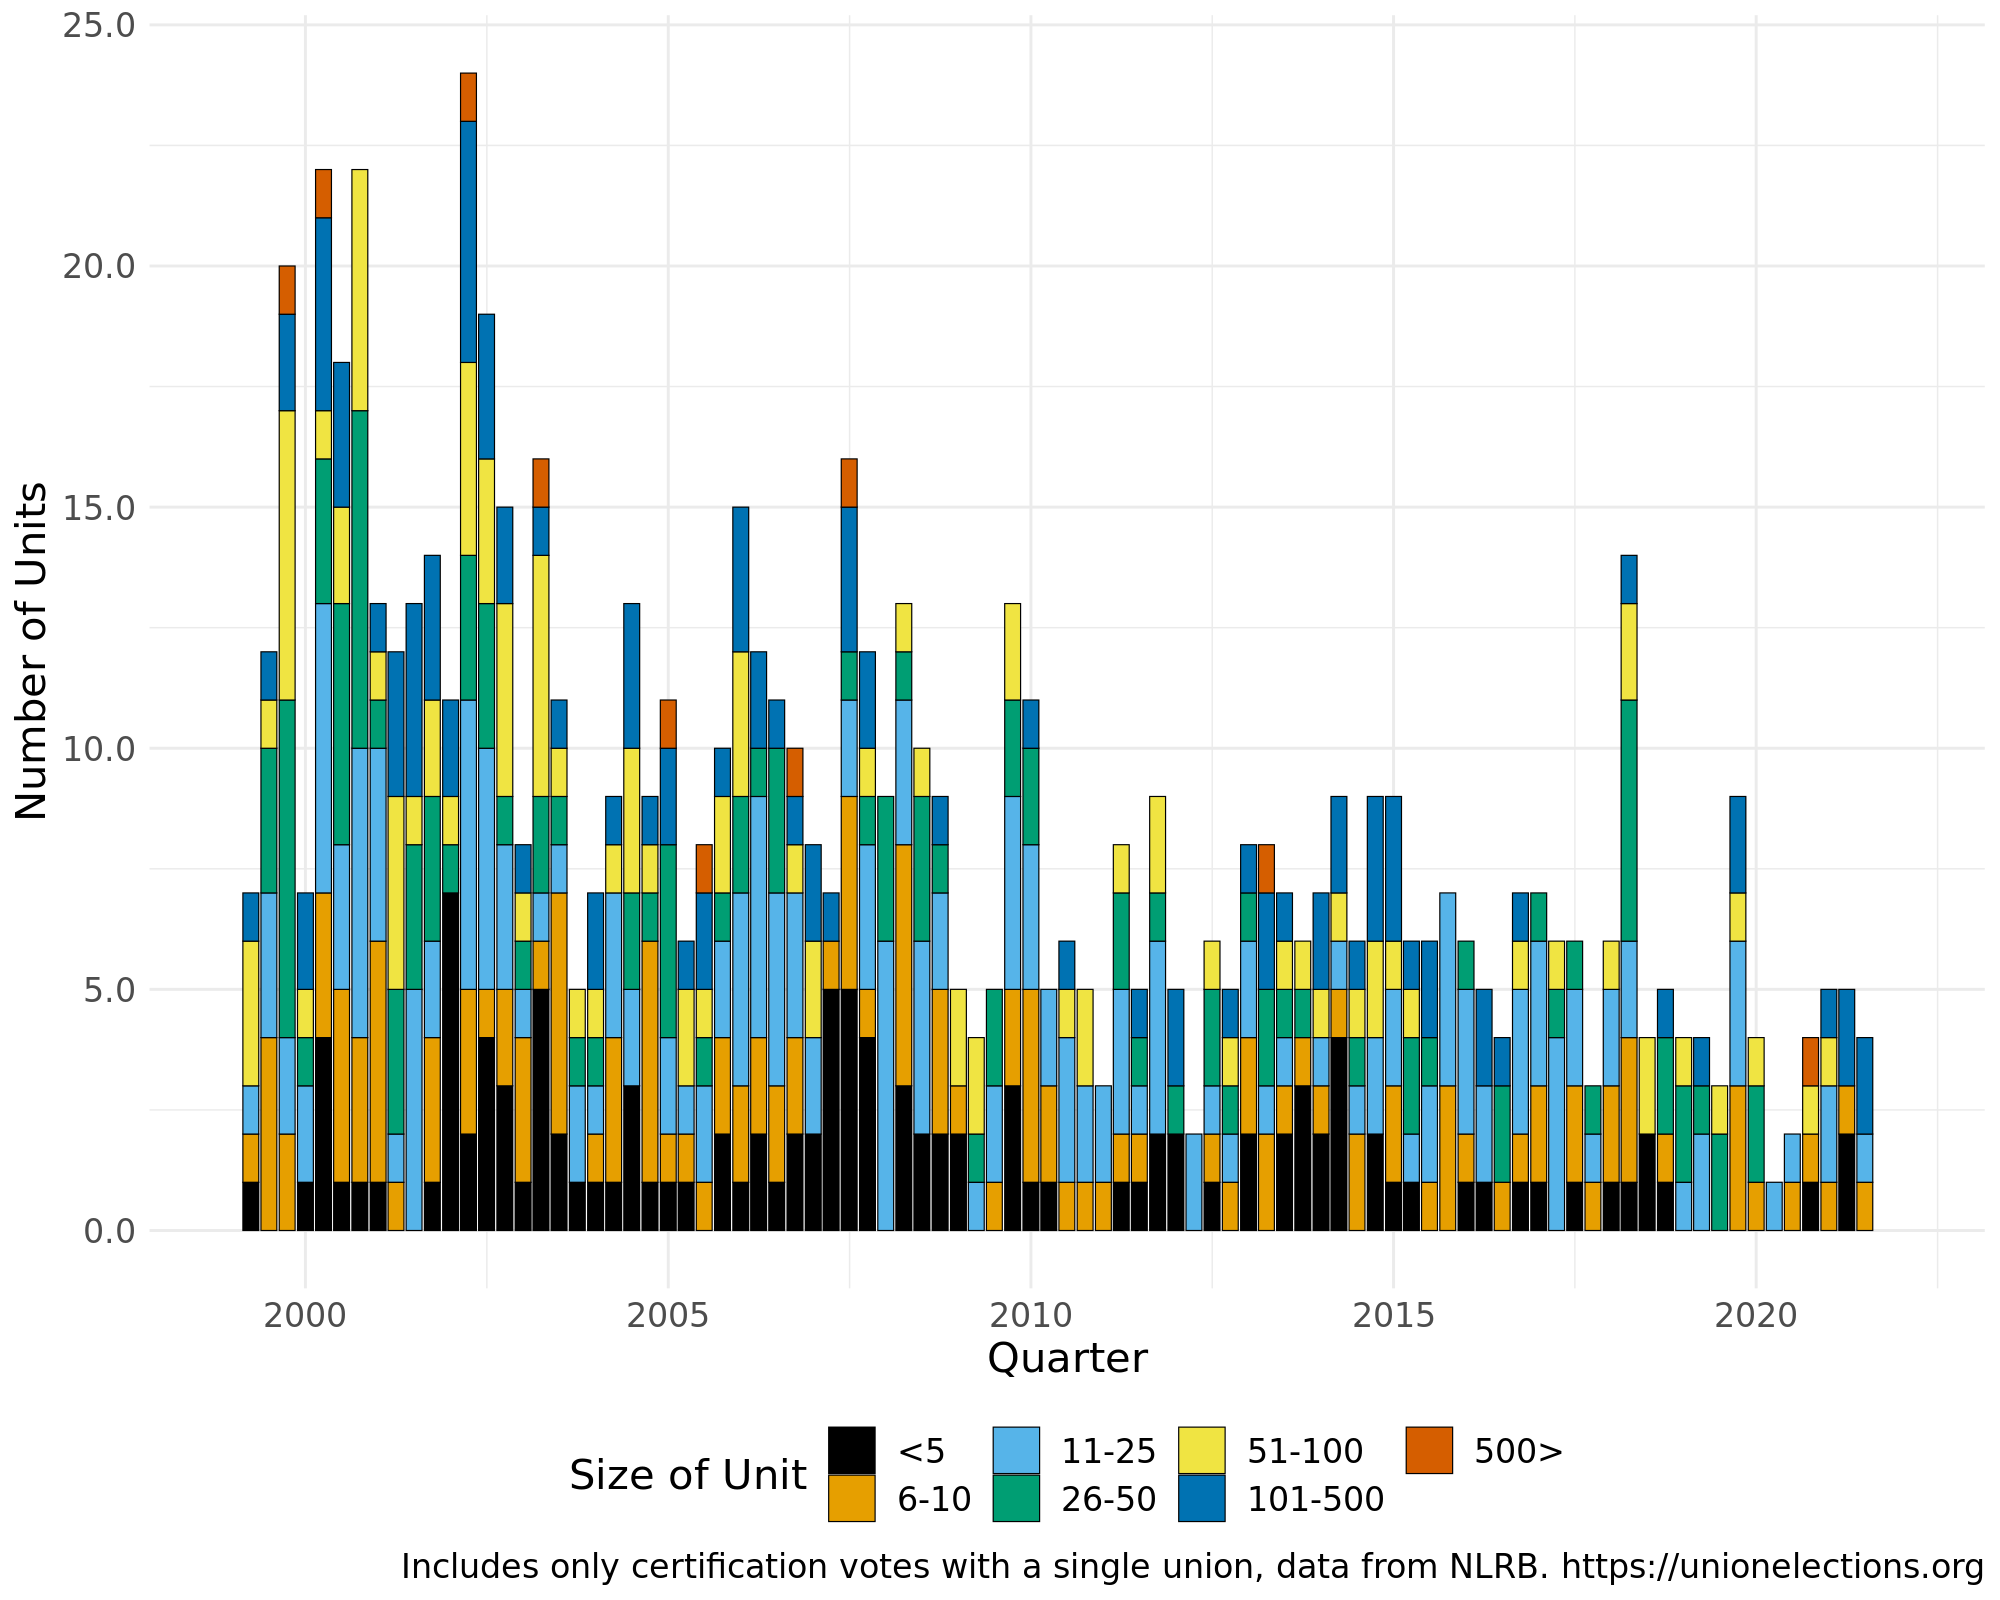 25.0
20.0
15.0
10.0
5.0
0.0
Number of Units
2000 2005 2010 2015 2020
Quarter
Size of Unit
<5 11-25 51-100 500>
6-10 26-50 101-500
Includes only certification votes with a single union, data from NLRB. https://unionelections.org